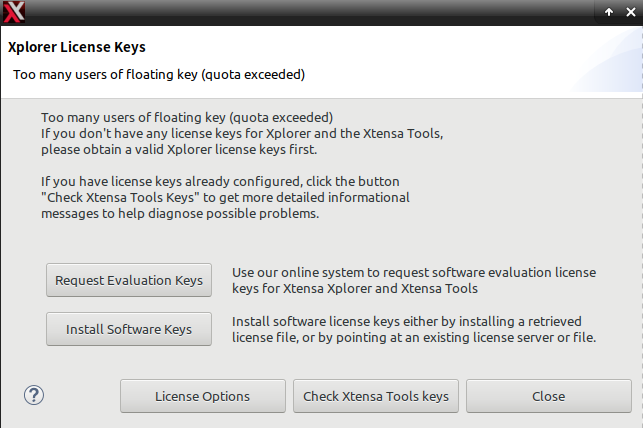 Xplorer License Keys
Too many users of floating key (quota exceeded)
Too many users of floating key (quota exceeded)
If you don't have any license keys for Xplorer and the Xtensa Tools,
please obtain a valid Xplorer license keys first.
If you have license keys already configured, click the button
"Check Xtensa Tools Keys" to get more detailed informational
messages to help diagnose possible problems.
Request Evaluation Keys
Use our online system to request software evaluation license
keys for Xtensa Xplorer and Xtensa Tools
Install Software Keys
Install software license keys either by installing a retrieved
license file, or by pointing at an existing license server or file.
?
License Options
Check Xtensa Tools keys
Close